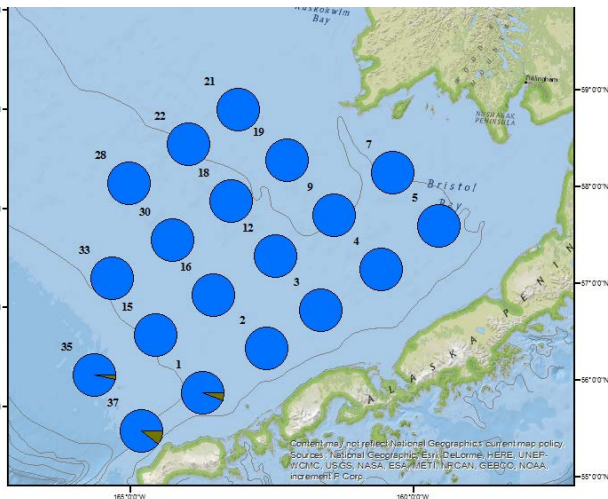 Kuskokwim
Bay
Dillingham
59°0'0"N
NUSHAGAK
PENINSULA
21
22
19
7
28
18
58°0'0"N
Bristol
Bay
9
5
30
12
4
33
16
3
57°0'0"N
15
2
ALASKA PENIN
35
1
56°0'0"N
37
Content may not reflect National Geographic's current map policy.
Sources: National Geographic, Esri, DeLorme, HERE, UNEP-
WCMC, USGS, NASA, ESA, METI, NRCAN, GEBCO, NOAA,
increment P Corp.
55°0'0"N
165°0'0"W
160°0'0"W